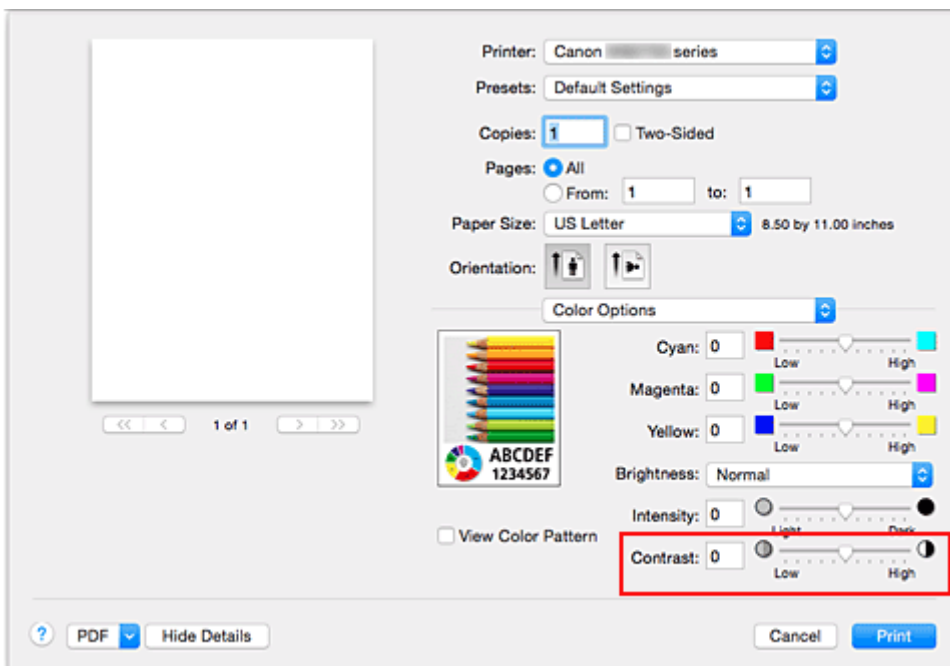 Printer: Canon series
Presets: Default Settings
Copies: 1 Two-Sided
Pages: All
From: 1 to: 1
Paper Size: US Letter 8.50 by 11.00 inches
Orientation:
Color Options
Cyan: 0
Low High
Magenta: 0
Low High
Yellow: 0
Low High
ABCDEF
1234567
Brightness: Normal
Intensity: 0
Light Dark
View Color Pattern
Contrast: 0
Low High
<< < 1 of 1 > >>
? PDF Hide Details Cancel Print